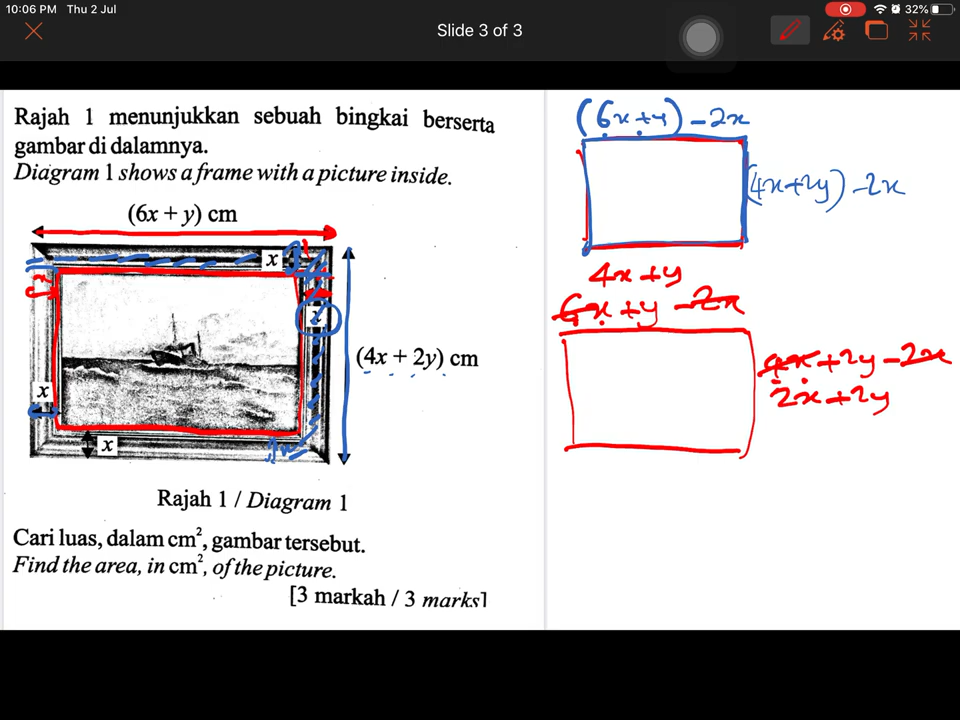 10:06 PM Thu 2 Jul
32%
Slide 3 of 3
Rajah 1 menunjukkan sebuah bingkai berserta
gambar di dalamnya.
Diagram 1 shows a frame with a picture inside.
(6x + y) cm
x
x
(4x + 2y) cm
x
x
Rajah 1 / Diagram 1
Cari luas, dalam cm², gambar tersebut.
Find the area, in cm², of the picture.
[3 markah / 3 marks]
(6x+y) -2x
(4x+2y) -2x
4x+y
6x+y -2x
4x+2y-2x
2x+2y